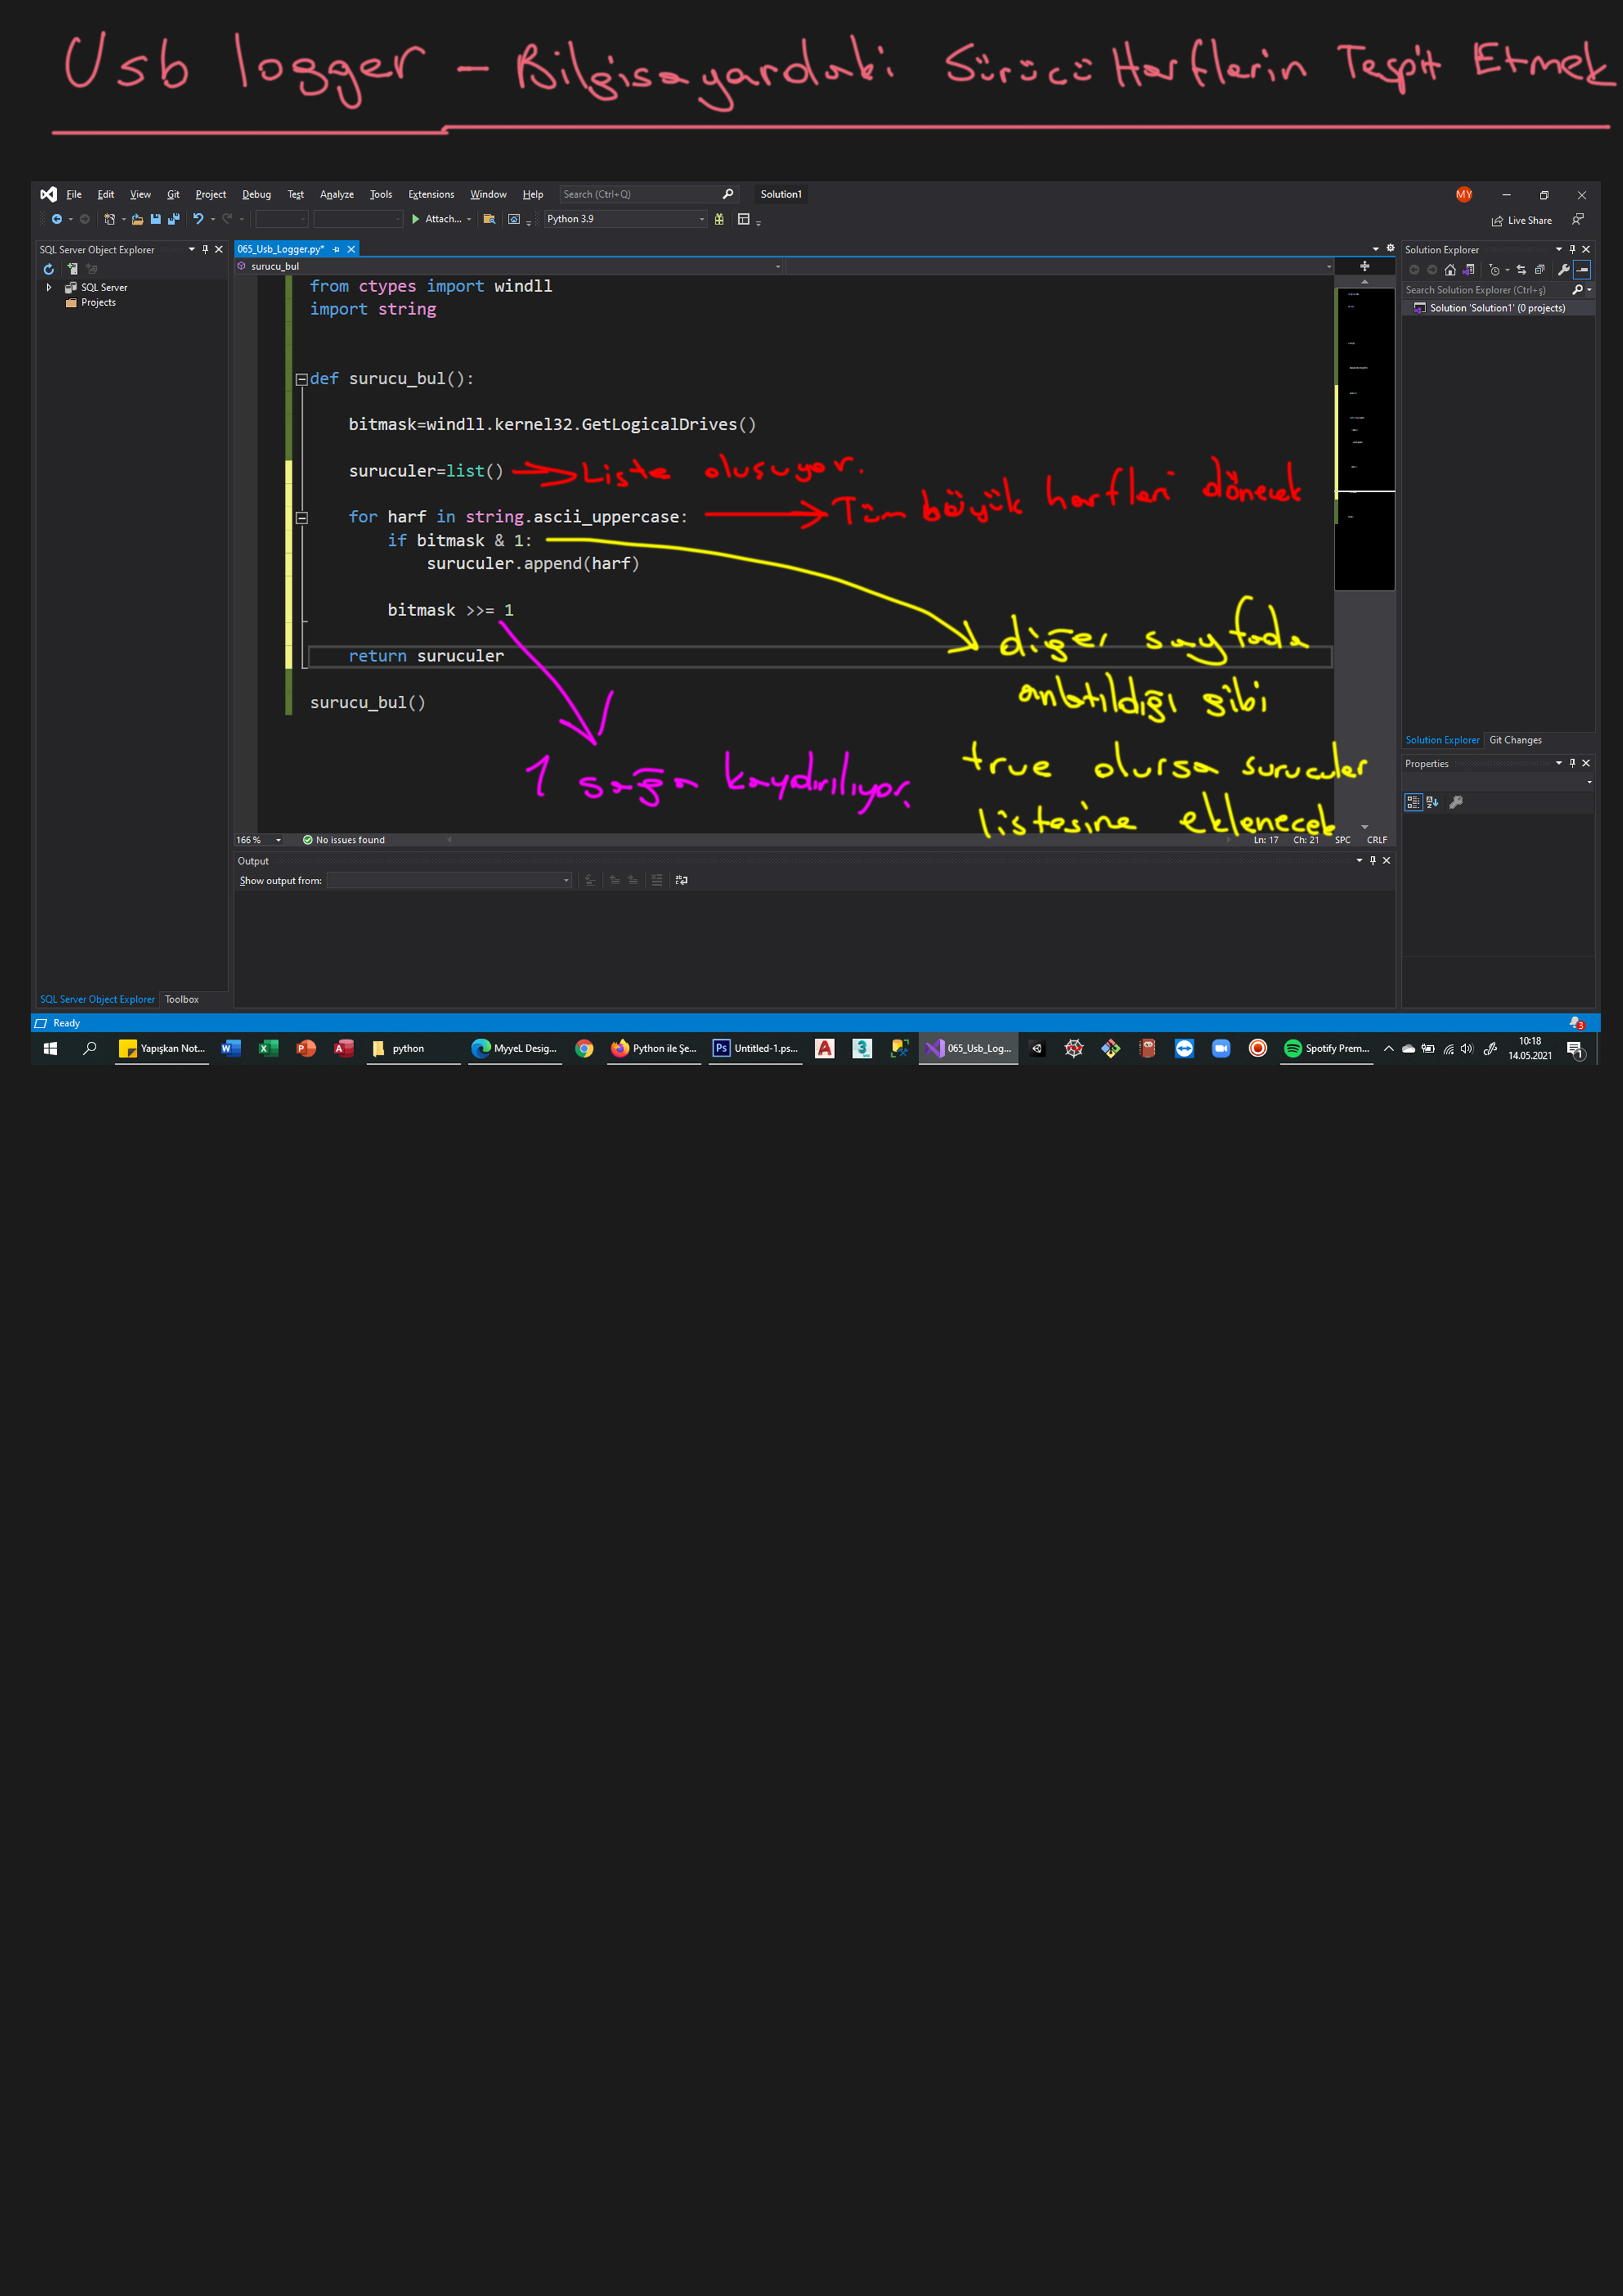 Usb logger - Bilgisayardaki Sürücü Harflerin Tespit Etmek
File Edit View Git Project Debug Test Analyze Tools Extensions Window Help Search (Ctrl+Q) Solution1 MY
Attach... Python 3.9 Live Share
SQL Server Object Explorer
065_Usb_Logger.py*
Solution Explorer
surucu_bul
SQL Server
Projects
Search Solution Explorer (Ctrl+ş)
Solution 'Solution1' (0 projects)
from ctypes import windll
import string
def surucu_bul():
bitmask=windll.kernel32.GetLogicalDrives()
suruculer=list() Liste oluşuyor.
for harf in string.ascii_uppercase: Tüm büyük harfleri dönecek
if bitmask & 1:
suruculer.append(harf)
bitmask >>= 1
diğer sayfada
return suruculer
anlatıldığı gibi
surucu_bul()
true olursa suruculer
listesine eklenecek
1 sağa kaydırılıyor.
Solution Explorer Git Changes
Properties
166 % No issues found Ln: 17 Ch: 21 SPC CRLF
Output
Show output from:
SQL Server Object Explorer Toolbox
Ready 3
Yapışkan Not... python MyyeL Desig... Python ile Şe... Untitled-1.ps... 065_Usb_Log... Spotify Prem... 10:18
14.05.2021 1